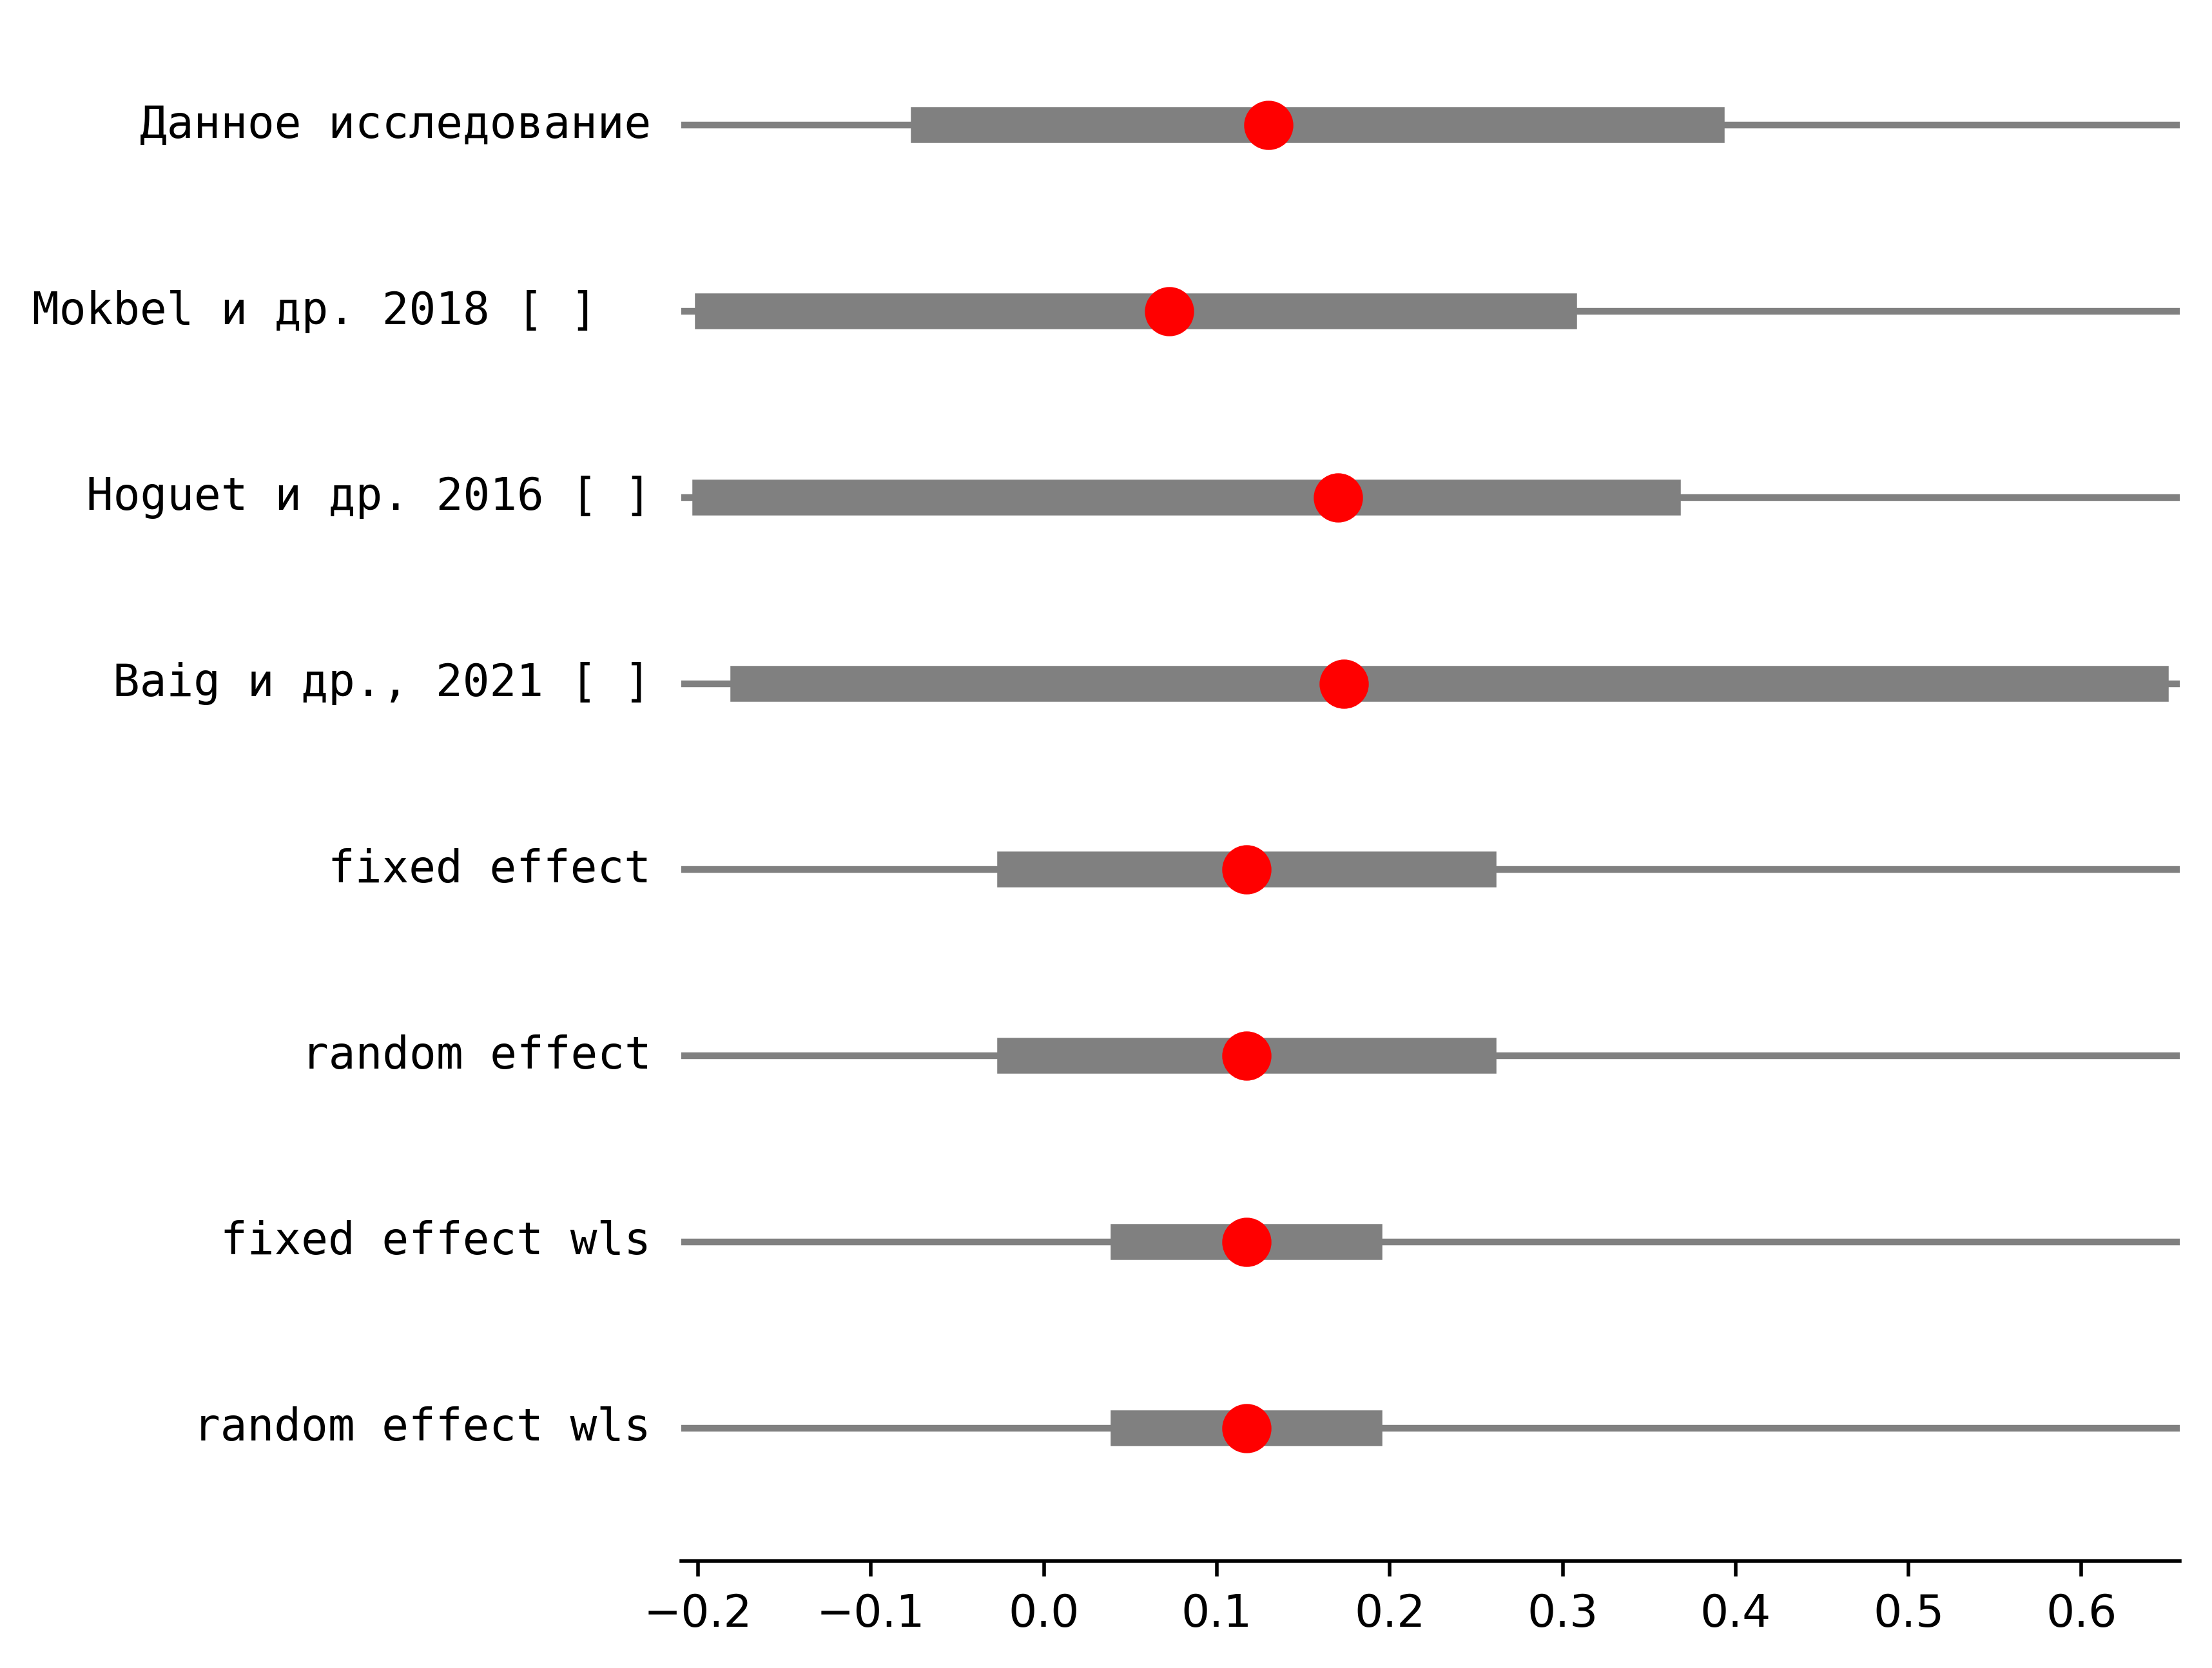 Данное исследование
Mokbel и др. 2018 [ ]
Hoguet и др. 2016 [ ]
Baig и др., 2021 [ ]
fixed effect
random effect
fixed effect wls
random effect wls
−0.2 −0.1 0.0 0.1 0.2 0.3 0.4 0.5 0.6